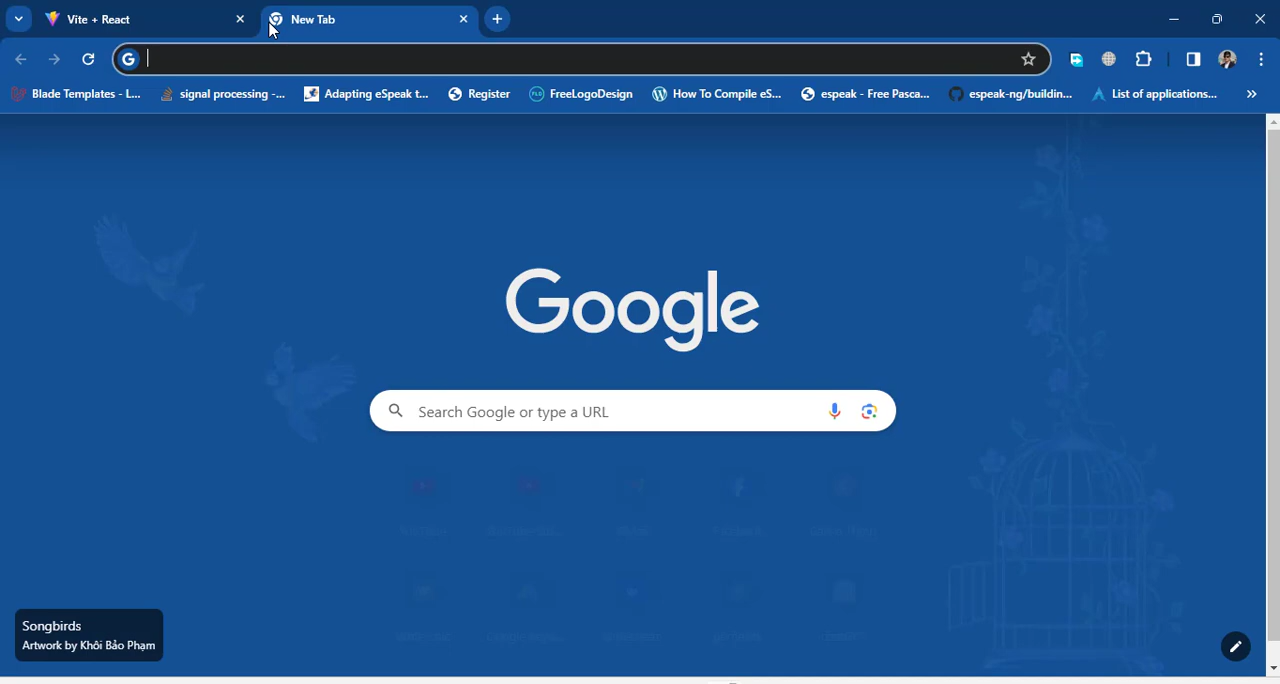 Vite + React
New Tab
Blade Templates - L... signal processing -... Adapting eSpeak t... Register FreeLogoDesign How To Compile eS... espeak - Free Pasca... espeak-ng/buildin... List of applications...
Google
Search Google or type a URL
Songbirds
Artwork by Khôi Bảo Phạm